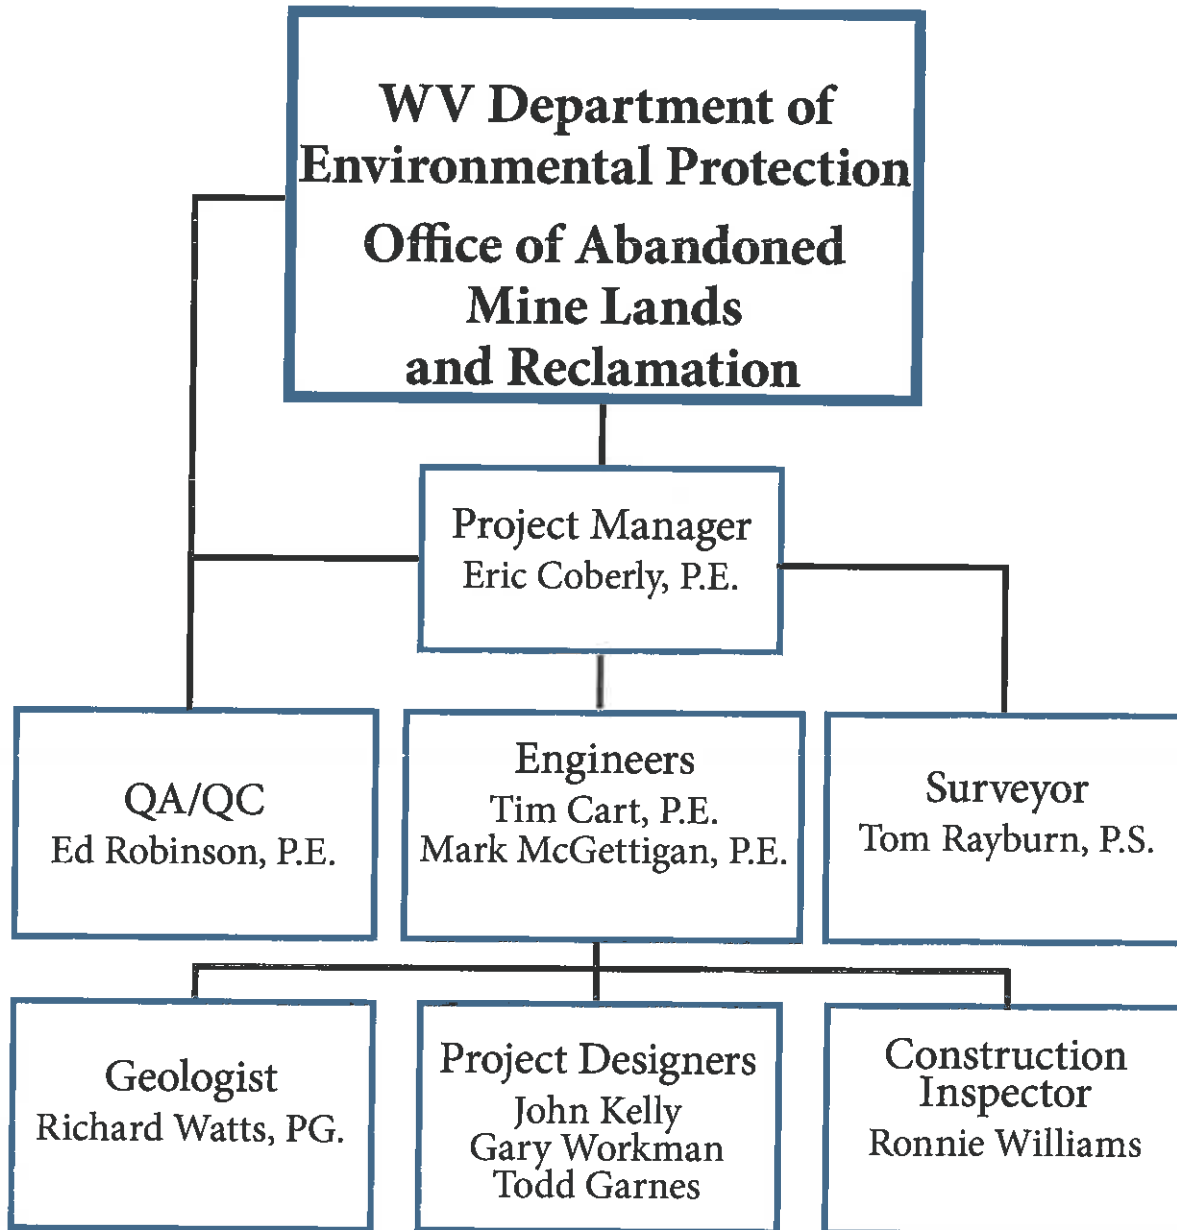 WV Department of
Environmental Protection
Office of Abandoned
Mine Lands
and Reclamation
Project Manager
Eric Coberly, P.E.
QA/QC
Ed Robinson, P.E.
Engineers
Tim Cart, P.E.
Mark McGettigan, P.E.
Surveyor
Tom Rayburn, P.S.
Geologist
Richard Watts, PG.
Project Designers
John Kelly
Gary Workman
Todd Garnes
Construction
Inspector
Ronnie Williams